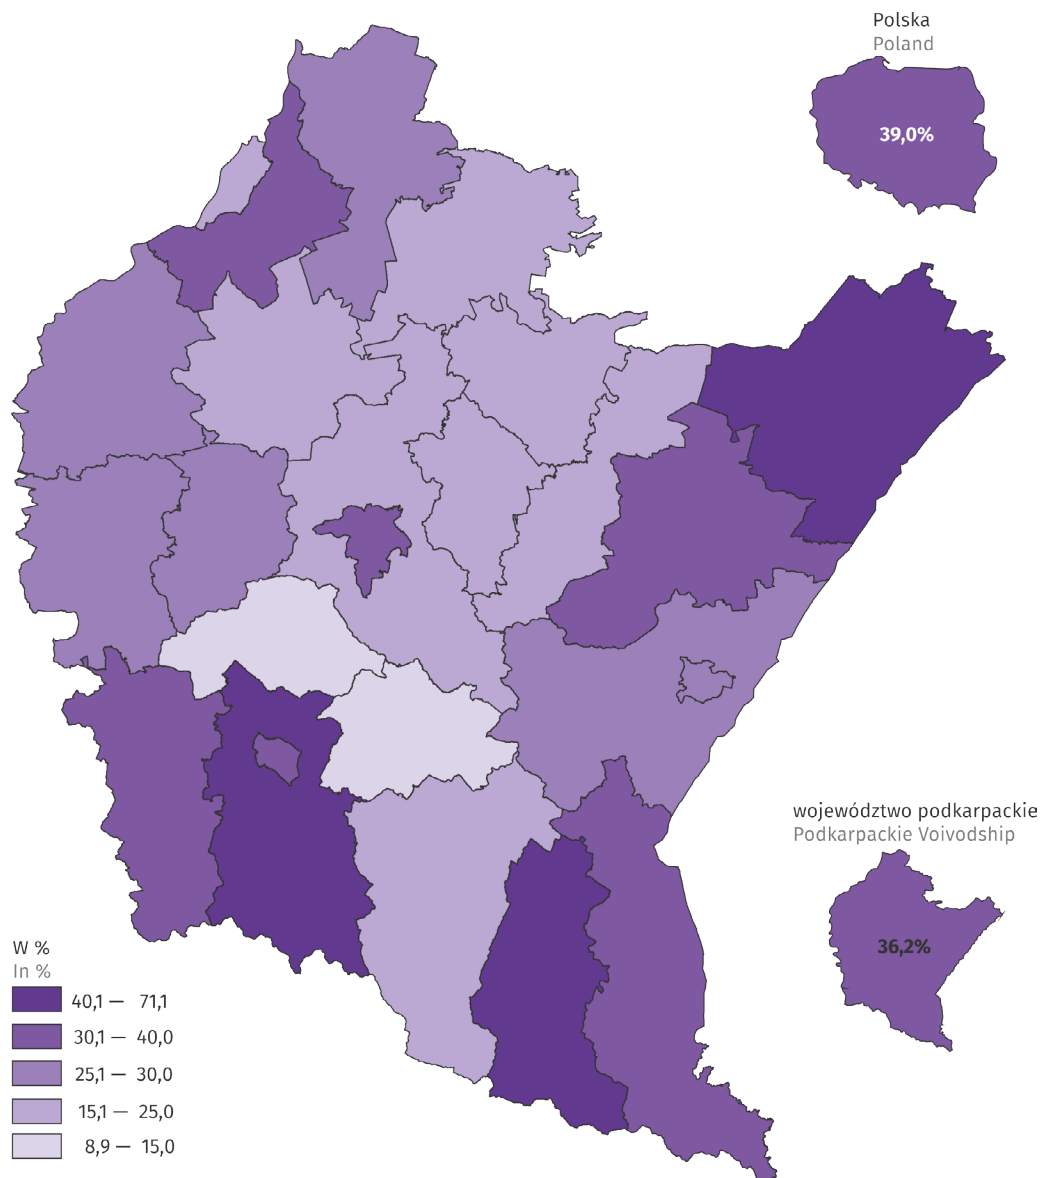 Polska
Poland
39,0%
województwo podkarpackie
Podkarpackie Voivodship
36,2%
W %
In %
40,1 — 71,1
30,1 — 40,0
25,1 — 30,0
15,1 — 25,0
8,9 — 15,0